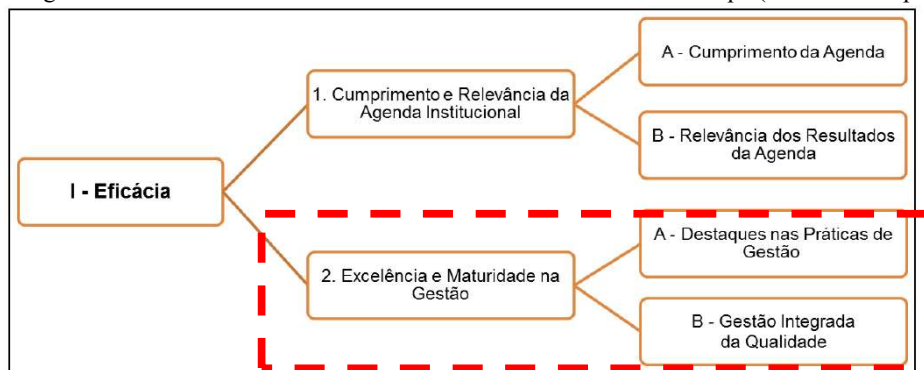 A - Cumprimento da Agenda
1. Cumprimento e Relevância da
Agenda Institucional
B - Relevância dos Resultados
da Agenda
I - Eficácia
A - Destaques nas Práticas de
Gestão
2. Excelência e Maturidade na
Gestão
B - Gestão Integrada
da Qualidade